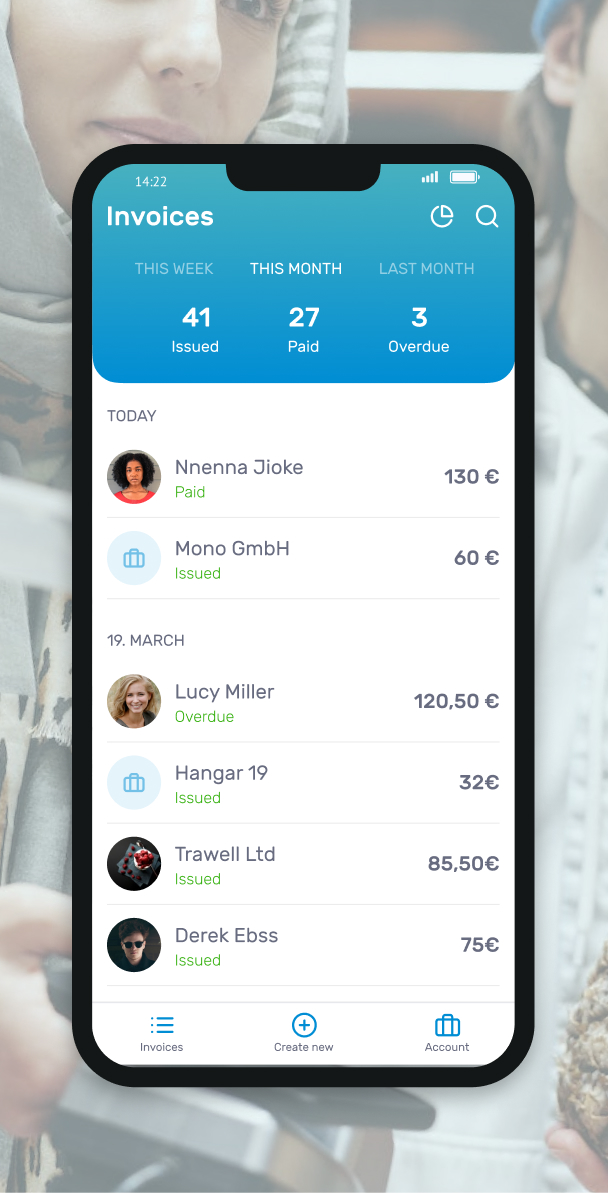 14:22
Invoices
THIS WEEK THIS MONTH LAST MONTH
41 27 3
Issued Paid Overdue
TODAY
Nnenna Jioke 130 €
Paid
Mono GmbH 60 €
Issued
19. MARCH
Lucy Miller 120,50 €
Overdue
Hangar 19 32€
Issued
Trawell Ltd 85,50€
Issued
Derek Ebss 75€
Issued
Invoices Create new Account